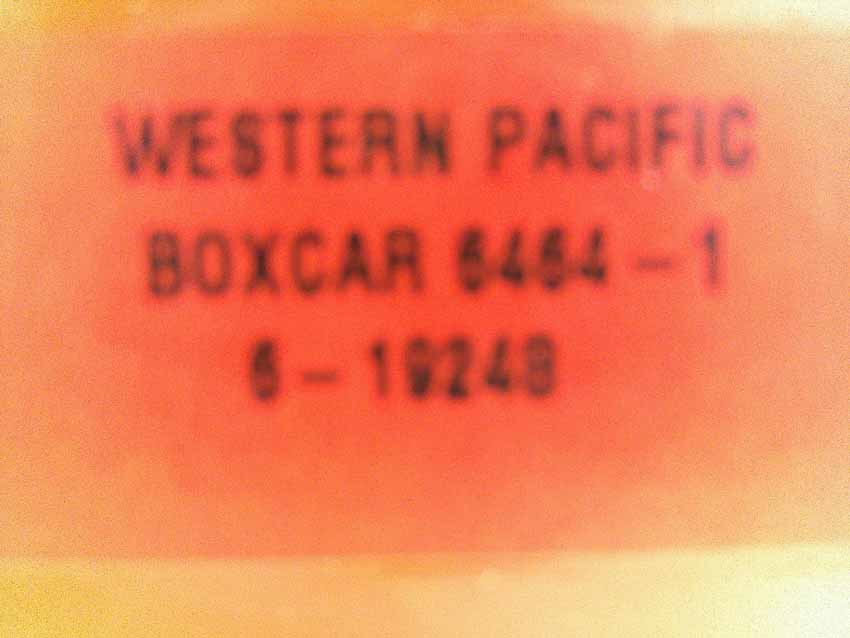 WESTERN PACIFIC
BOXCAR 6464 - 1
6 - 19248